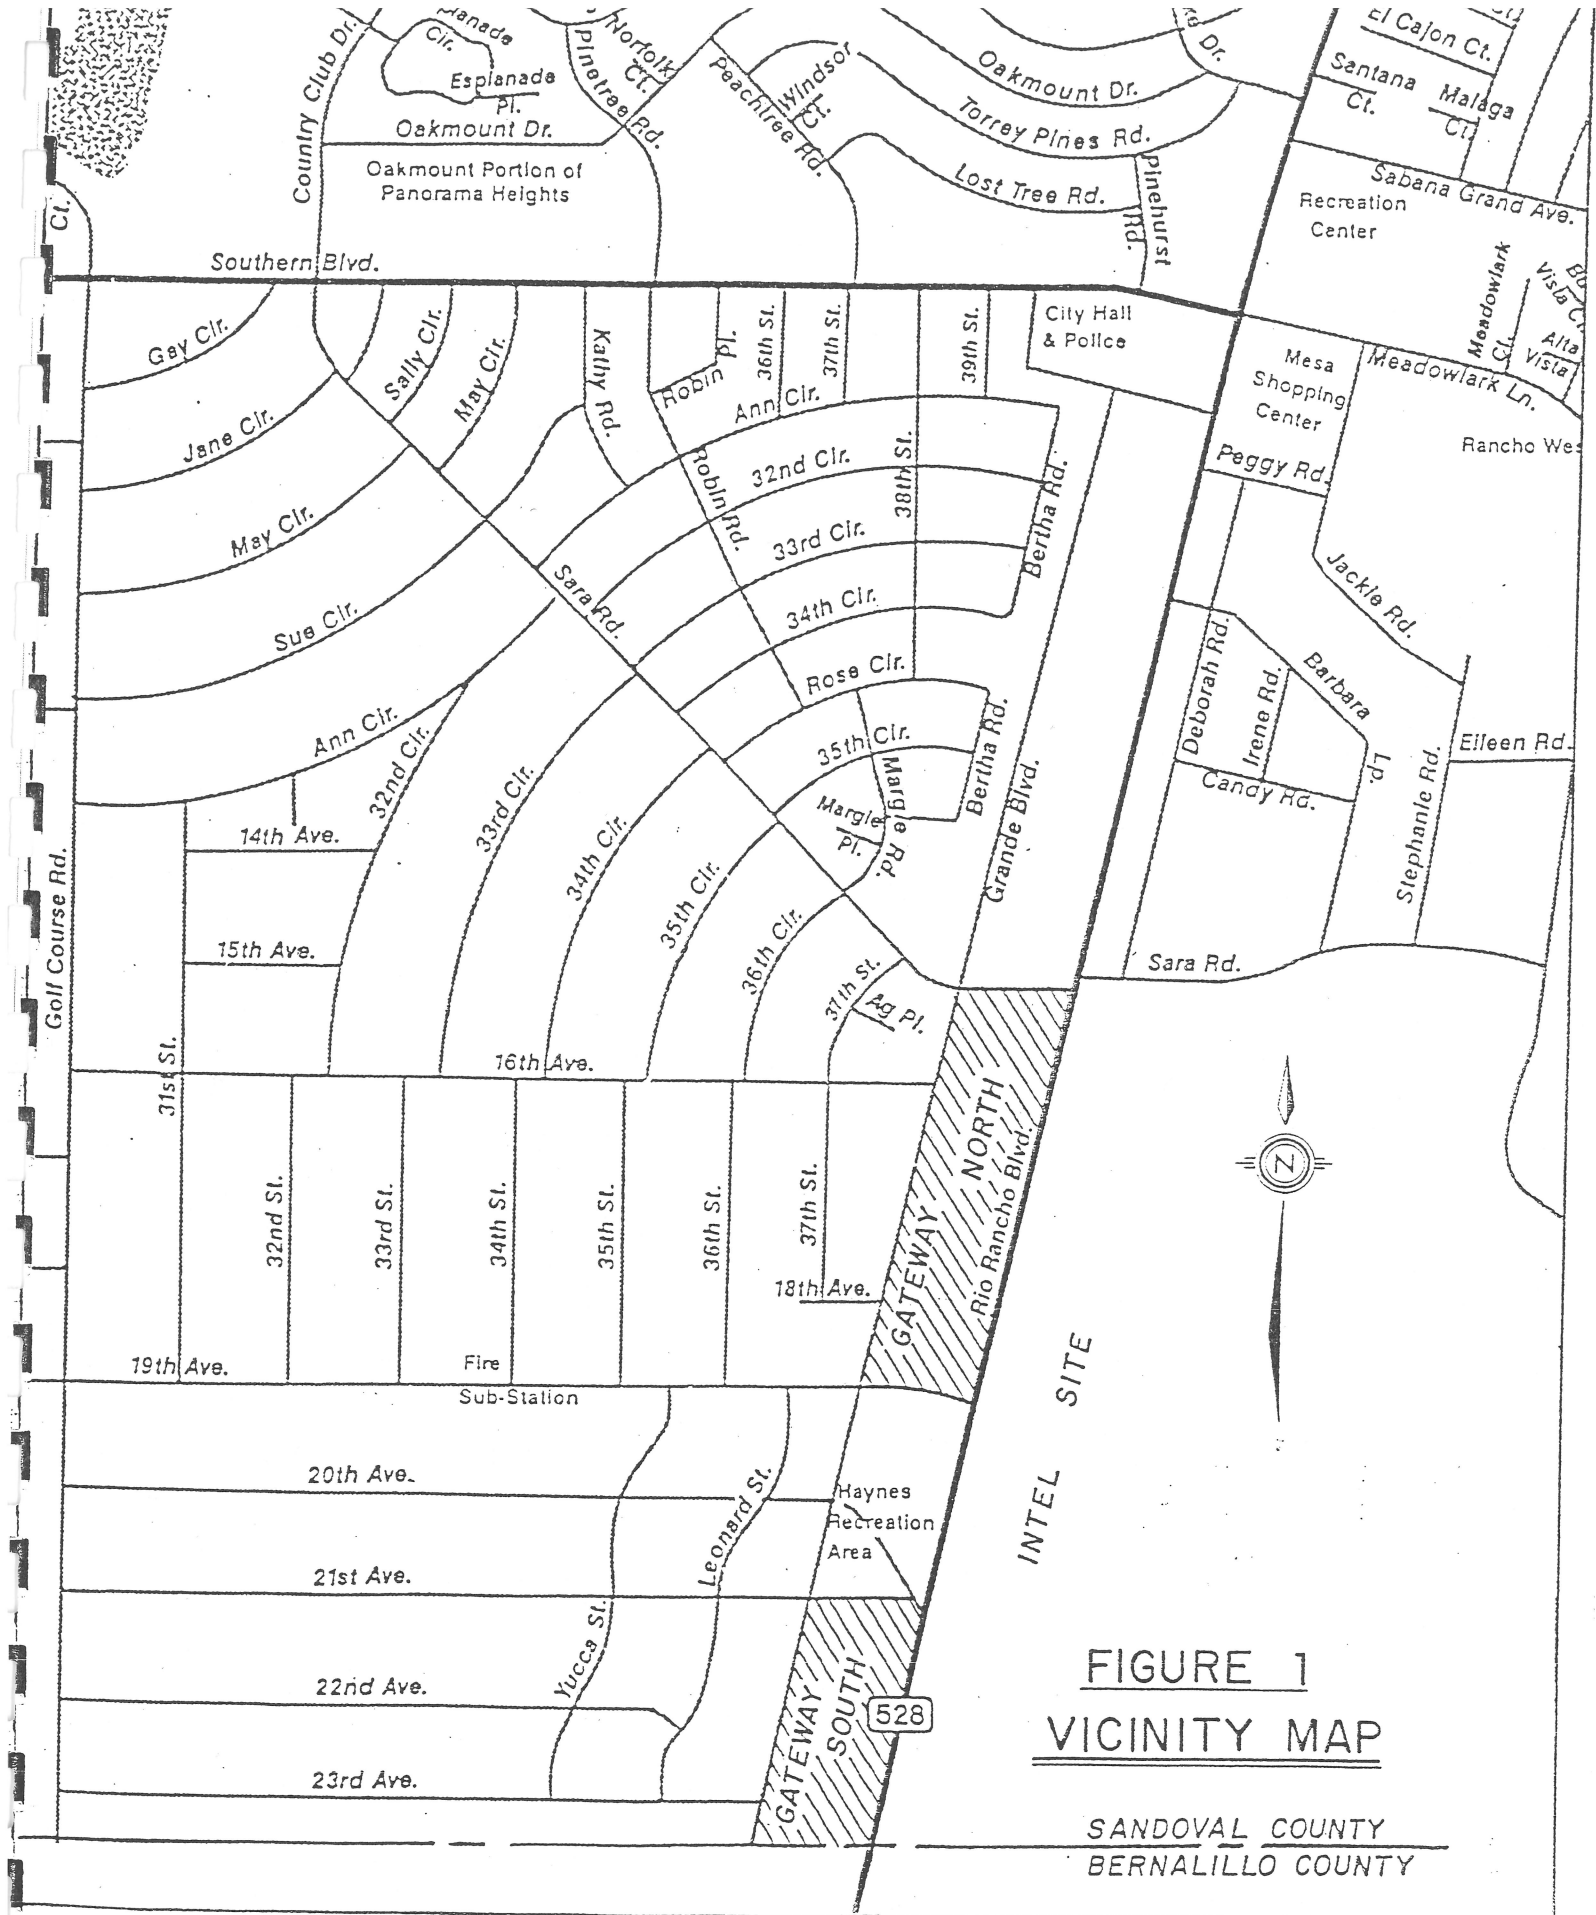 Country Club Dr.
Cir.
Esplanade
Pl.
Pinetree Rd.
Norfolk
Ct.
Peachtree Rd.
Windsor
Ct.
Oakmount Dr.
Dr.
El Cajon Ct.
Santana
Ct.
Malaga
Ct.
Torrey Pines Rd.
Oakmount Dr.
Oakmount Portion of
Panorama Heights
Lost Tree Rd.
Pinehurst
Rd.
Sabana Grand Ave.
Recreation
Center
Ct.
Southern Blvd.
Meadowlark
Ct.
Vista
Alta
Vista
Gay Cir.
Sally Cir.
May Cir.
Kathy Rd.
Robin
Pl.
36th St.
37th St.
39th St.
City Hall
& Police
Mesa
Shopping
Center
Meadowlark Ln.
Jane Cir.
Ann Cir.
Robin Rd.
32nd Cir.
38th St.
Bertha Rd.
Peggy Rd.
May Cir.
33rd Cir.
Sara Rd.
34th Cir.
Jackie Rd.
Sue Cir.
Rose Cir.
Deborah Rd.
Irene Rd.
Barbara
Lp.
Ann Cir.
32nd Cir.
33rd Cir.
34th Cir.
35th Cir.
Margie Rd.
Margie
Pl.
Bertha Rd.
Grande Blvd.
Candy Rd.
Stephanie Rd.
Eileen Rd.
14th Ave.
15th Ave.
35th Cir.
36th Cir.
37th St.
Ag Pl.
Sara Rd.
Golf Course Rd.
31st St.
16th Ave.
32nd St.
33rd St.
34th St.
35th St.
36th St.
37th St.
18th Ave.
GATEWAY NORTH
Rio Rancho Blvd.
N
19th Ave.
Fire
Sub-Station
INTEL SITE
20th Ave.
Leonard St.
Haynes
Recreation
Area
21st Ave.
Yucca St.
22nd Ave.
23rd Ave.
GATEWAY
SOUTH
528
FIGURE 1
VICINITY MAP
SANDOVAL COUNTY
BERNALILLO COUNTY